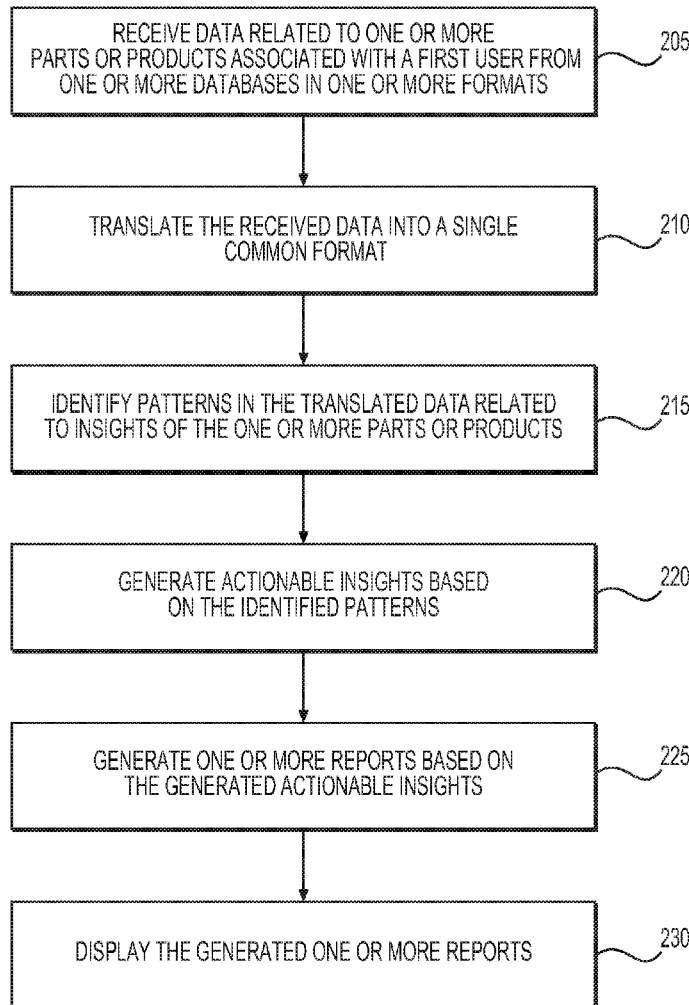 RECEIVE DATA RELATED TO ONE OR MORE
PARTS OR PRODUCTS ASSOCIATED WITH A FIRST USER FROM
ONE OR MORE DATABASES IN ONE OR MORE FORMATS
205
TRANSLATE THE RECEIVED DATA INTO A SINGLE
COMMON FORMAT
210
IDENTIFY PATTERNS IN THE TRANSLATED DATA RELATED
TO INSIGHTS OF THE ONE OR MORE PARTS OR PRODUCTS
215
GENERATE ACTIONABLE INSIGHTS BASED
ON THE IDENTIFIED PATTERNS
220
GENERATE ONE OR MORE REPORTS BASED ON
THE GENERATED ACTIONABLE INSIGHTS
225
DISPLAY THE GENERATED ONE OR MORE REPORTS
230